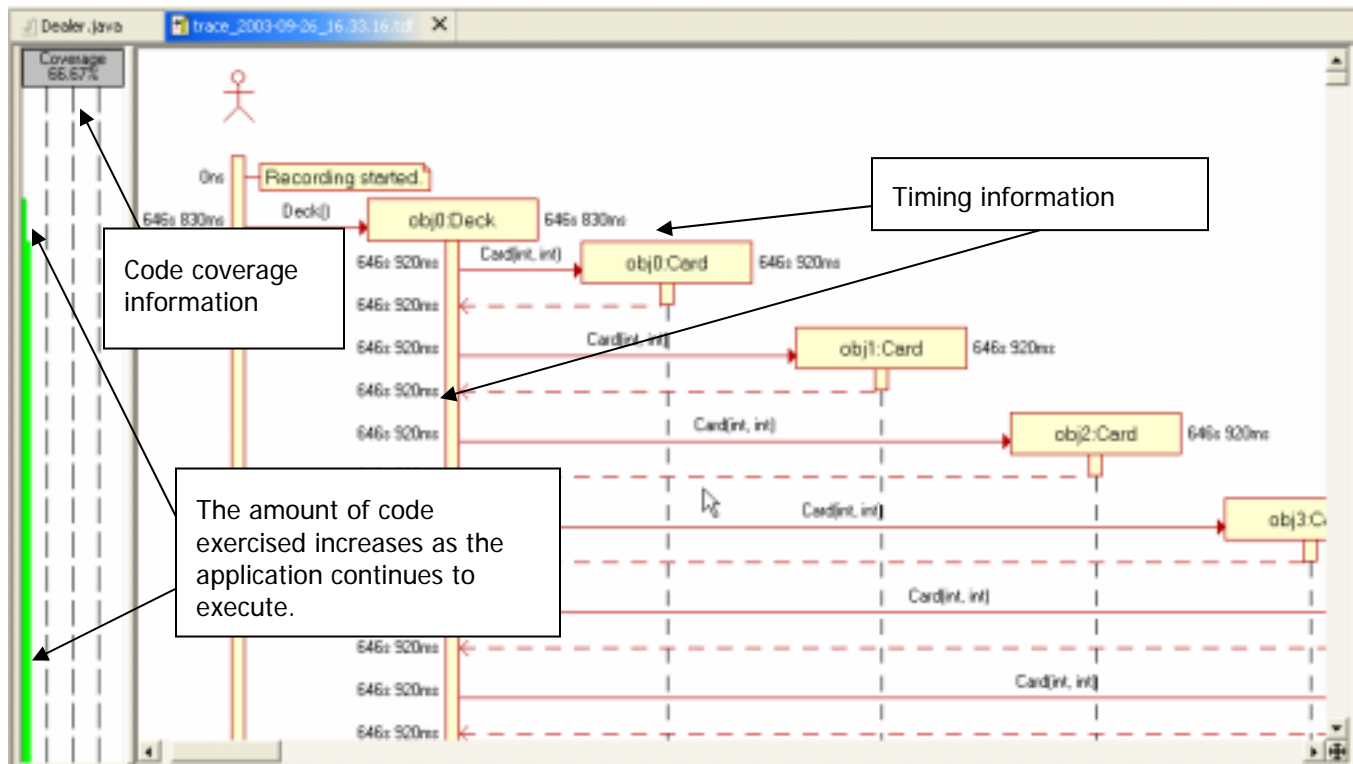 Dealer.java trace_2003-09-26_16.33.16.tdf
Coverage
66.67%
0ns Recording started.
646s 830ms Deck() obj0:Deck 646s 830ms
Timing information
Code coverage
information
646s 920ms Card(int, int) obj0:Card 646s 920ms
646s 920ms
646s 920ms Card(int, int) obj1:Card 646s 920ms
646s 920ms
646s 920ms Card(int, int) obj2:Card 646s 920ms
The amount of code
exercised increases as the
application continues to
execute.
Card(int, int) obj3:C
Card(int, int)
646s 920ms
646s 920ms Card(int, int)
646s 920ms